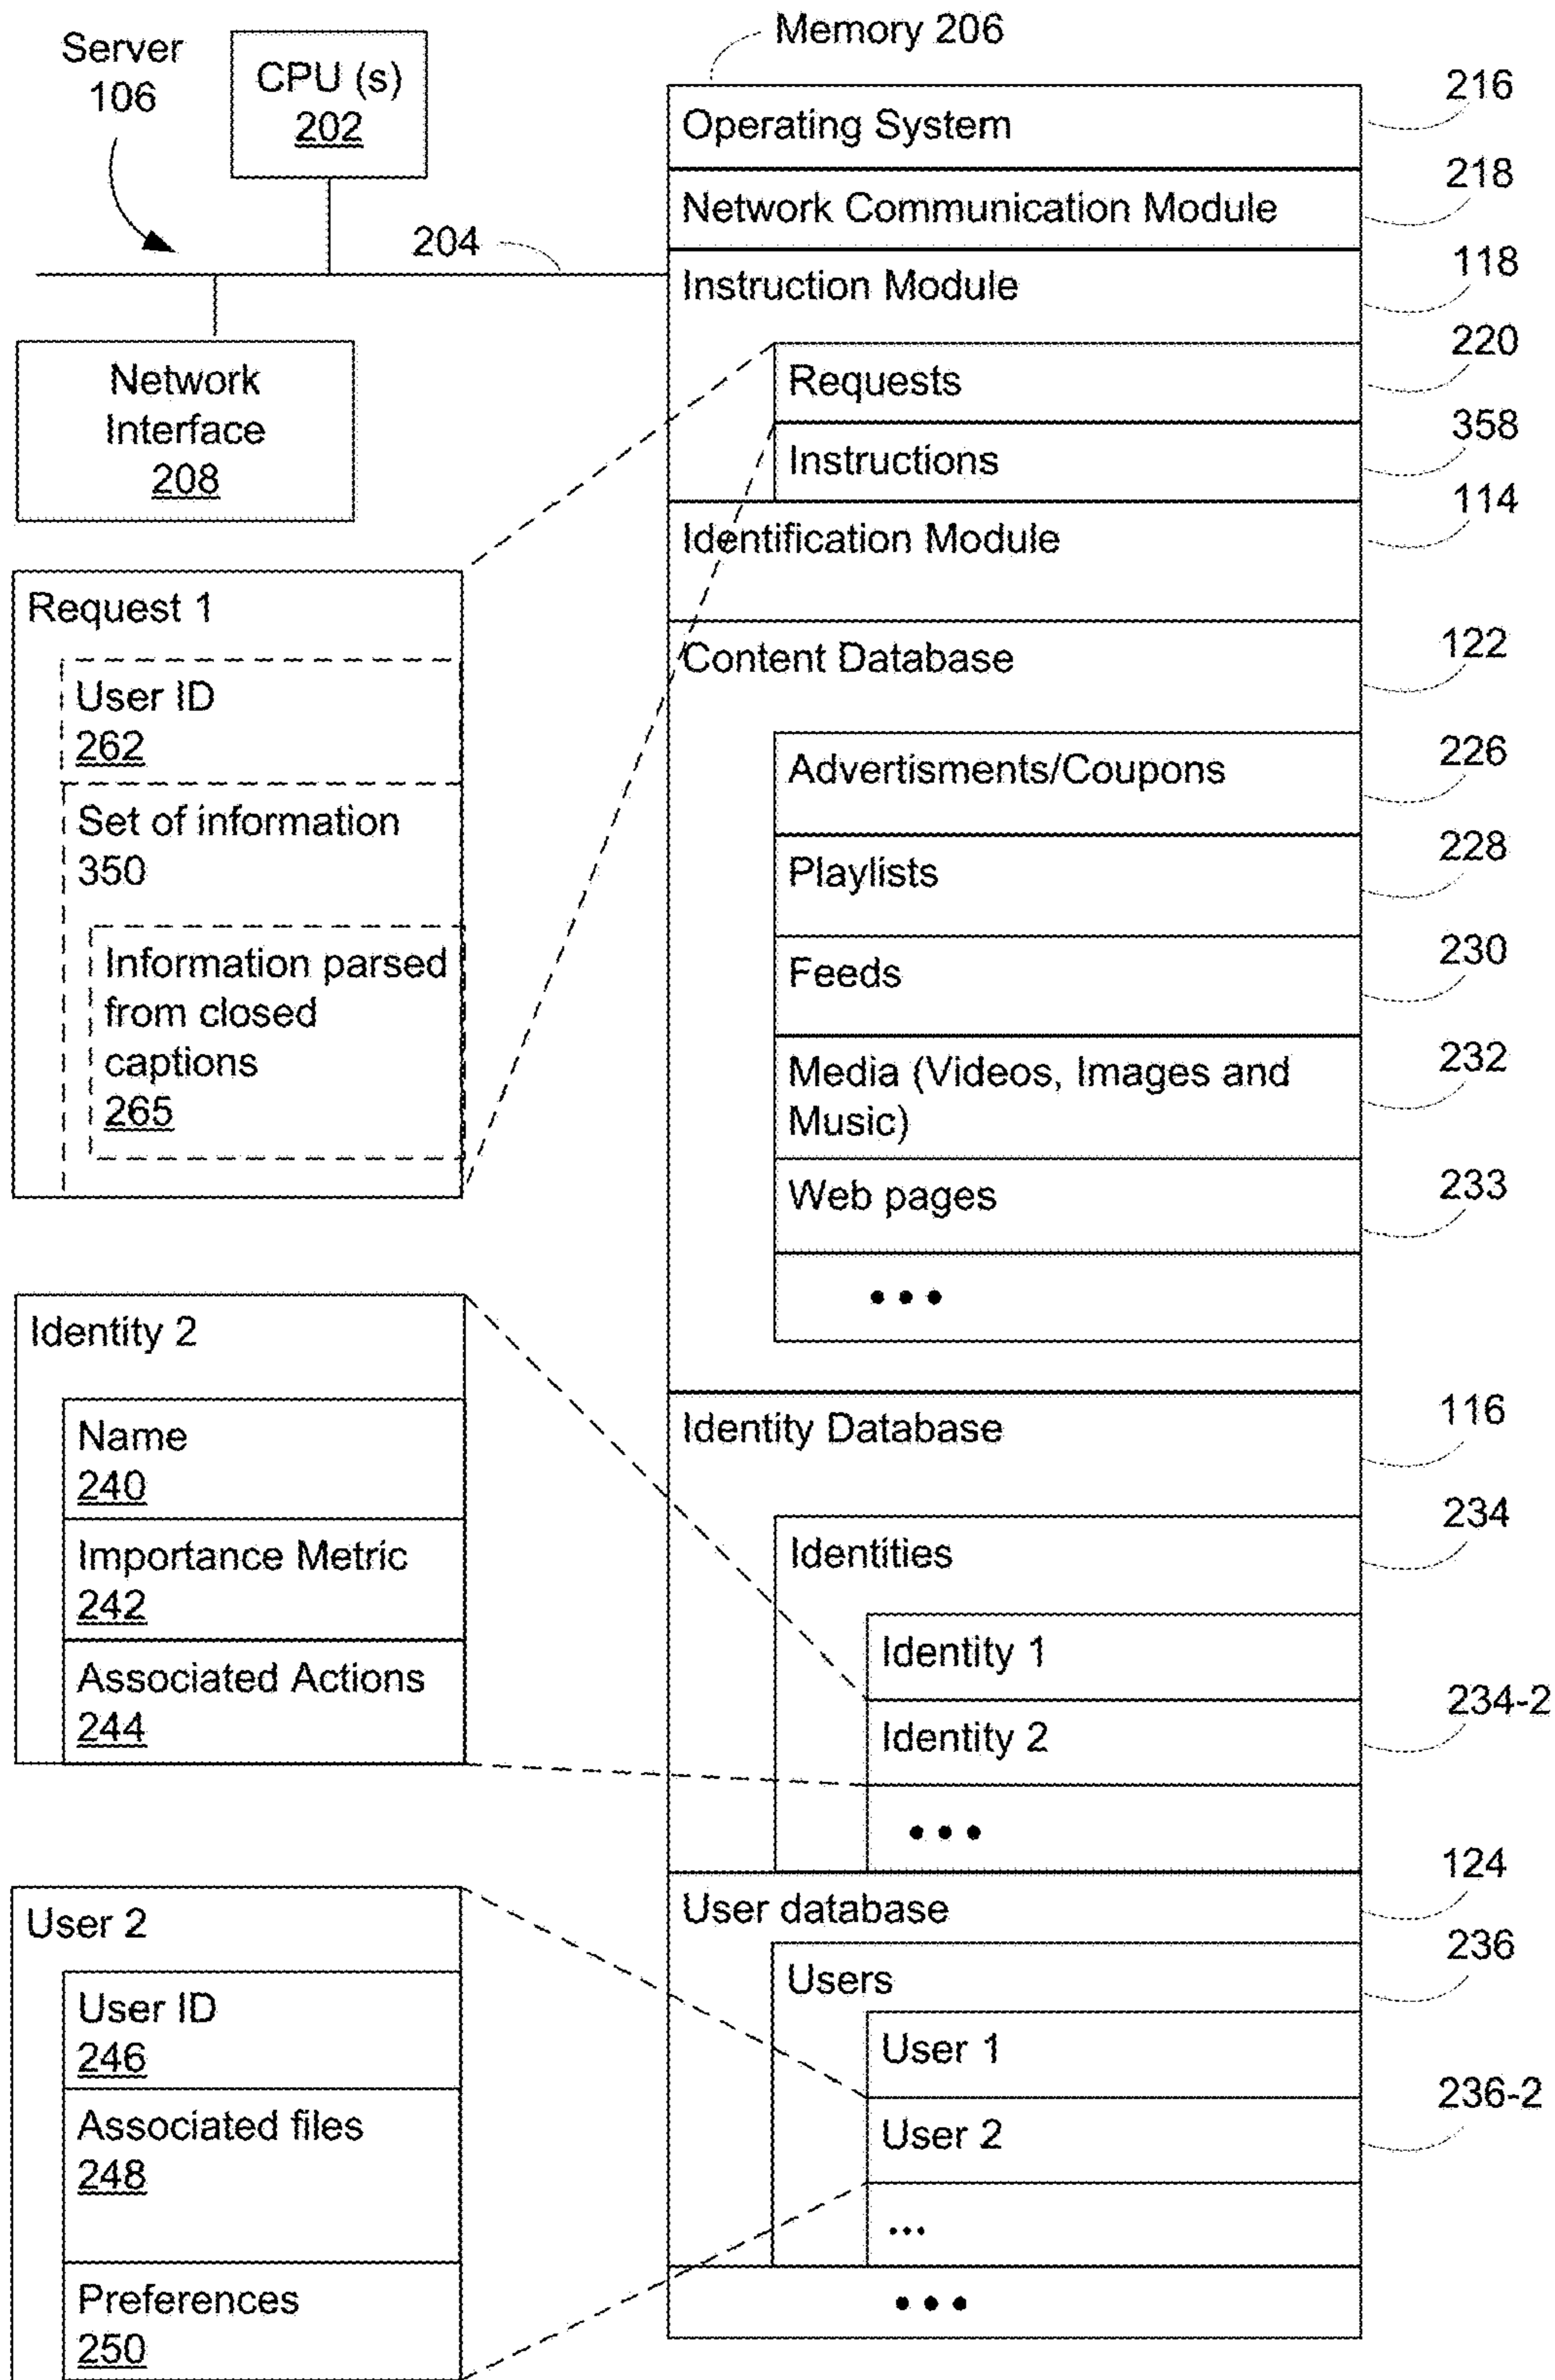 Server
106
CPU (s)
202
204
Network
Interface
208
Memory 206
Operating System
216
Network Communication Module
218
Instruction Module
118
Requests
220
Instructions
358
Identification Module
114
Content Database
122
Advertisments/Coupons
226
Playlists
228
Feeds
230
Media (Videos, Images and
Music)
232
Web pages
233
•••
Identity Database
116
Identities
234
Identity 1
Identity 2
234-2
•••
User database
124
Users
236
User 1
User 2
236-2
...
•••
Request 1
User ID
262
Set of information
350
Information parsed
from closed
captions
265
Identity 2
Name
240
Importance Metric
242
Associated Actions
244
User 2
User ID
246
Associated files
248
Preferences
250